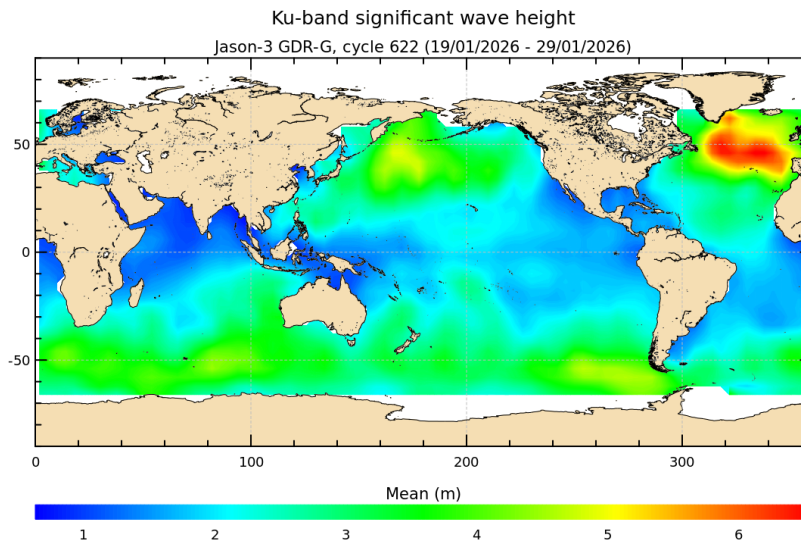 Ku-band significant wave height
Jason-3 GDR-G, cycle 622 (19/01/2026 - 29/01/2026)
50
0
-50
0 100 200 300
Mean (m)
1 2 3 4 5 6